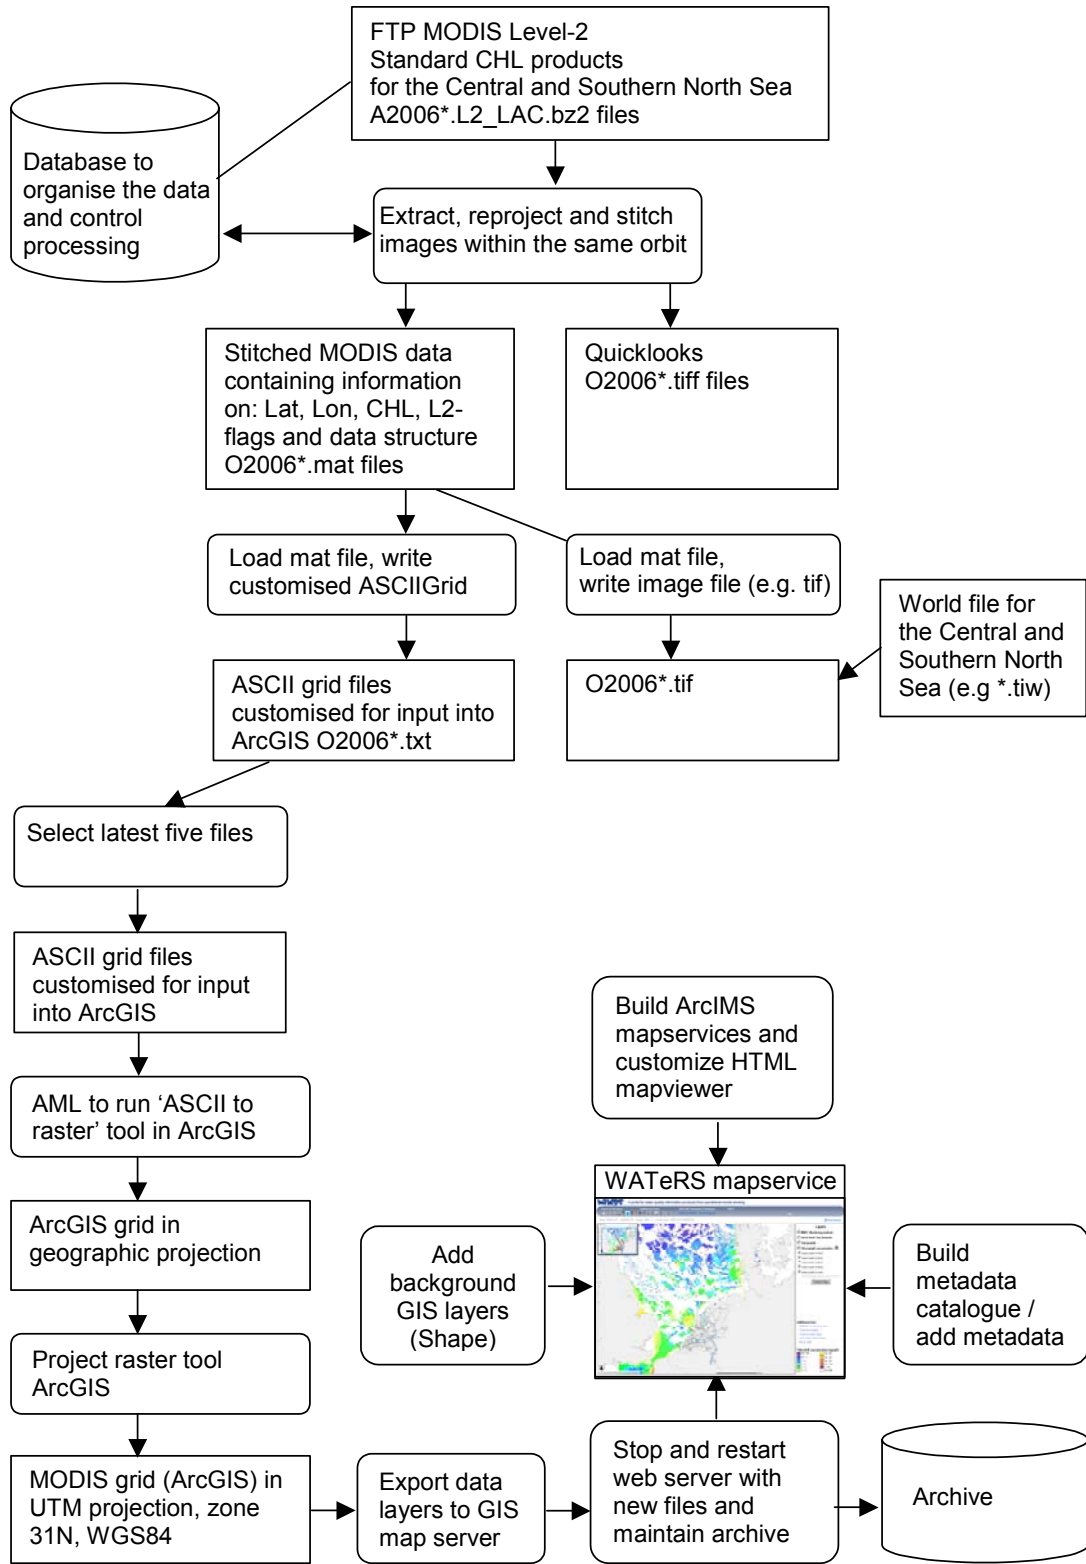 FTP MODIS Level-2
Standard CHL products
for the Central and Southern North Sea
A2006*.L2_LAC.bz2 files
Database to
organise the data
and control
processing
Extract, reproject and stitch
images within the same orbit
Stitched MODIS data
containing information
on: Lat, Lon, CHL, L2-
flags and data structure
O2006*.mat files
Quicklooks
O2006*.tiff files
Load mat file, write
customised ASCIIGrid
Load mat file,
write image file (e.g. tif)
World file for
the Central and
Southern North
Sea (e.g *.tiw)
ASCII grid files
customised for input into
ArcGIS O2006*.txt
O2006*.tif
Select latest five files
ASCII grid files
customised for input
into ArcGIS
Build ArcIMS
mapservices and
customize HTML
mapviewer
AML to run ‘ASCII to
raster’ tool in ArcGIS
WATeRS mapservice
ArcGIS grid in
geographic projection
Add
background
GIS layers
(Shape)
Build
metadata
catalogue /
add metadata
Project raster tool
ArcGIS
MODIS grid (ArcGIS) in
UTM projection, zone
31N, WGS84
Export data
layers to GIS
map server
Stop and restart
web server with
new files and
maintain archive
Archive